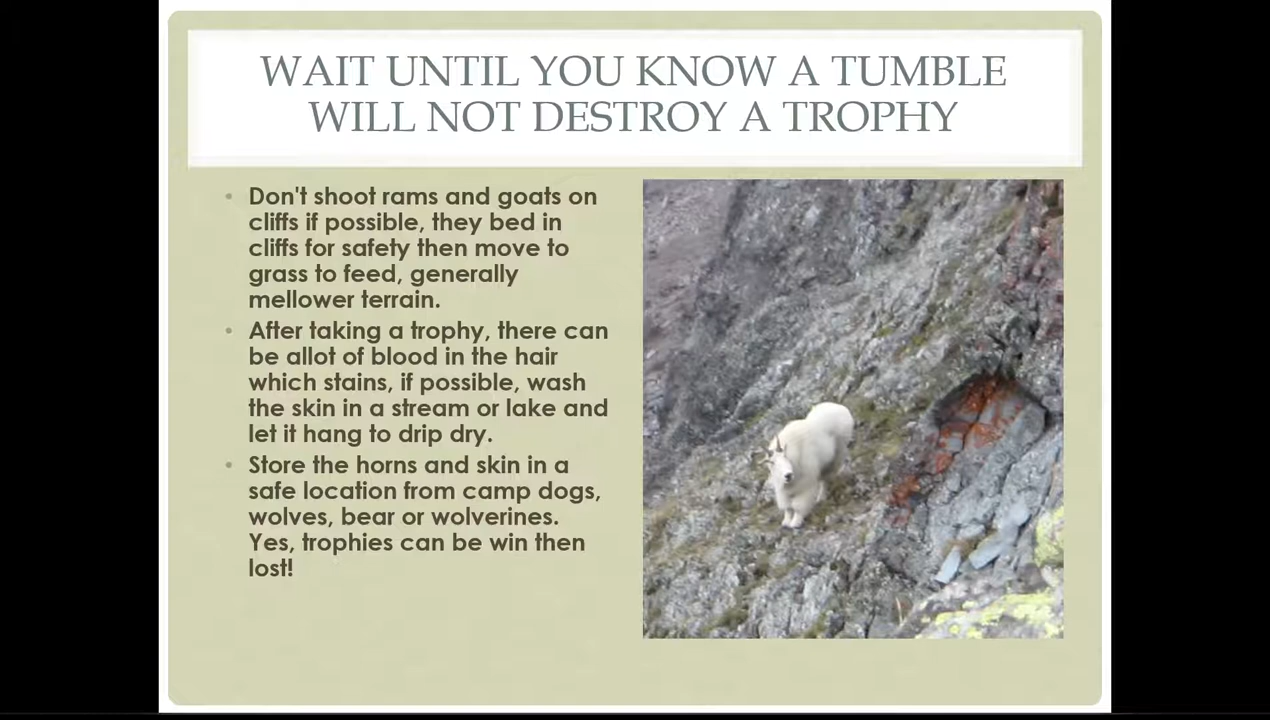 WAIT UNTIL YOU KNOW A TUMBLE
WILL NOT DESTROY A TROPHY
• Don't shoot rams and goats on
cliffs if possible, they bed in
cliffs for safety then move to
grass to feed, generally
mellower terrain.
• After taking a trophy, there can
be allot of blood in the hair
which stains, if possible, wash
the skin in a stream or lake and
let it hang to drip dry.
• Store the horns and skin in a
safe location from camp dogs,
wolves, bear or wolverines.
Yes, trophies can be win then
lost!